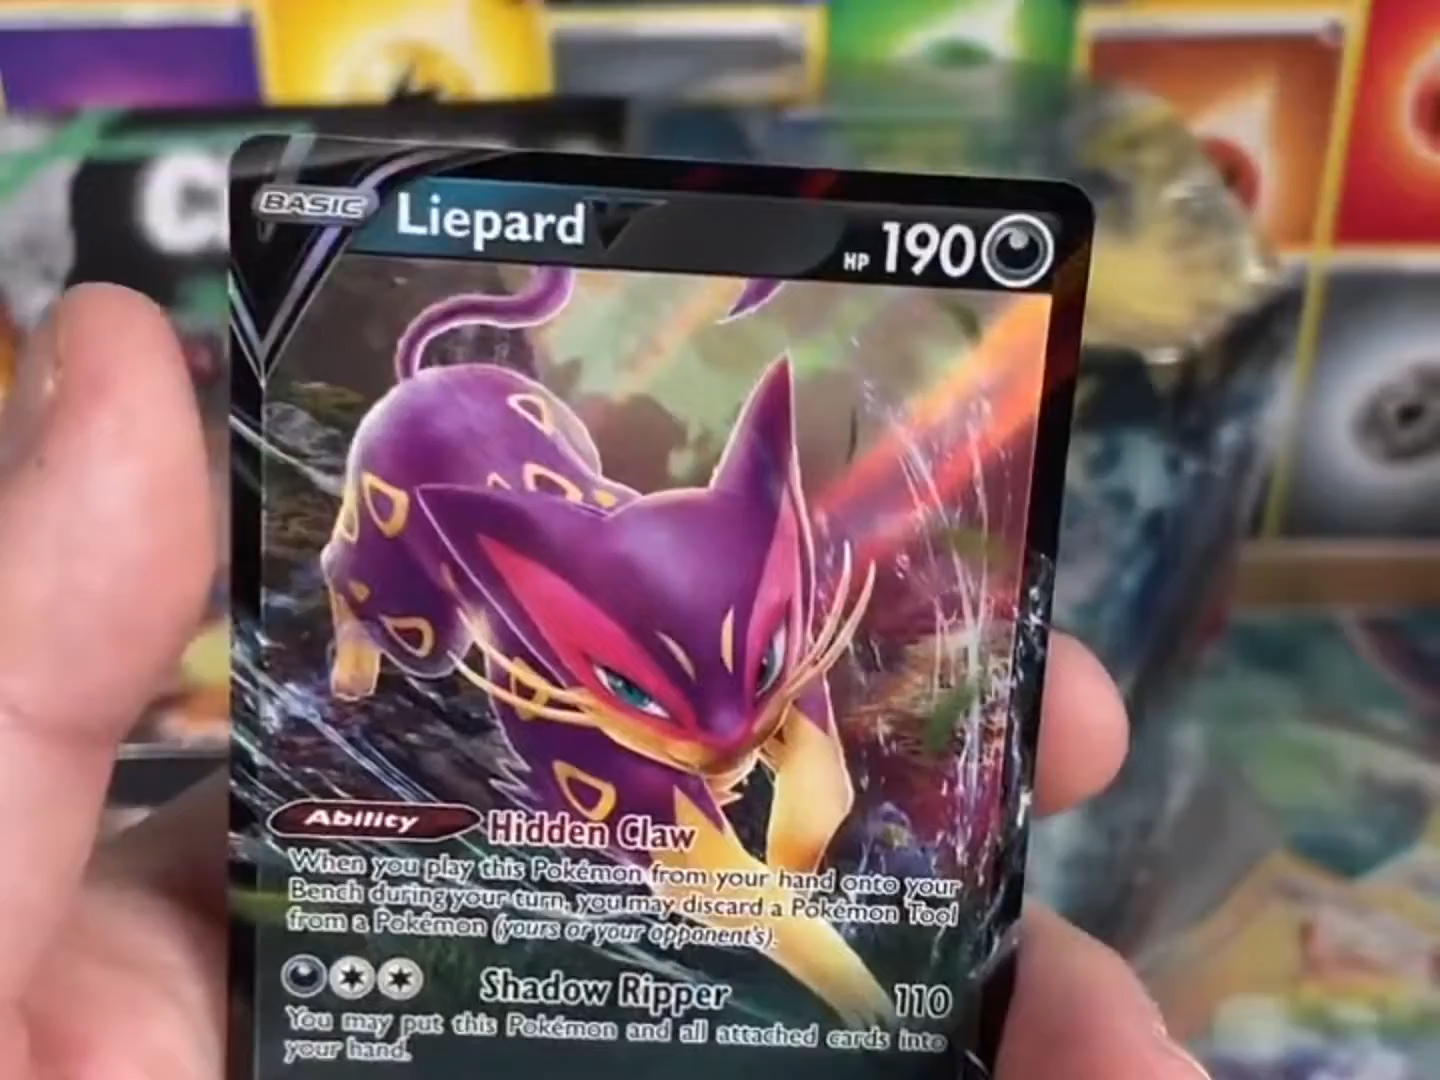 BASIC Liepard V HP 190
Ability Hidden Claw
When you play this Pokémon from your hand onto your
Bench during your turn, you may discard a Pokémon Tool
from a Pokémon (yours or your opponent's).
Shadow Ripper 110
You may put this Pokémon and all attached cards into
your hand.